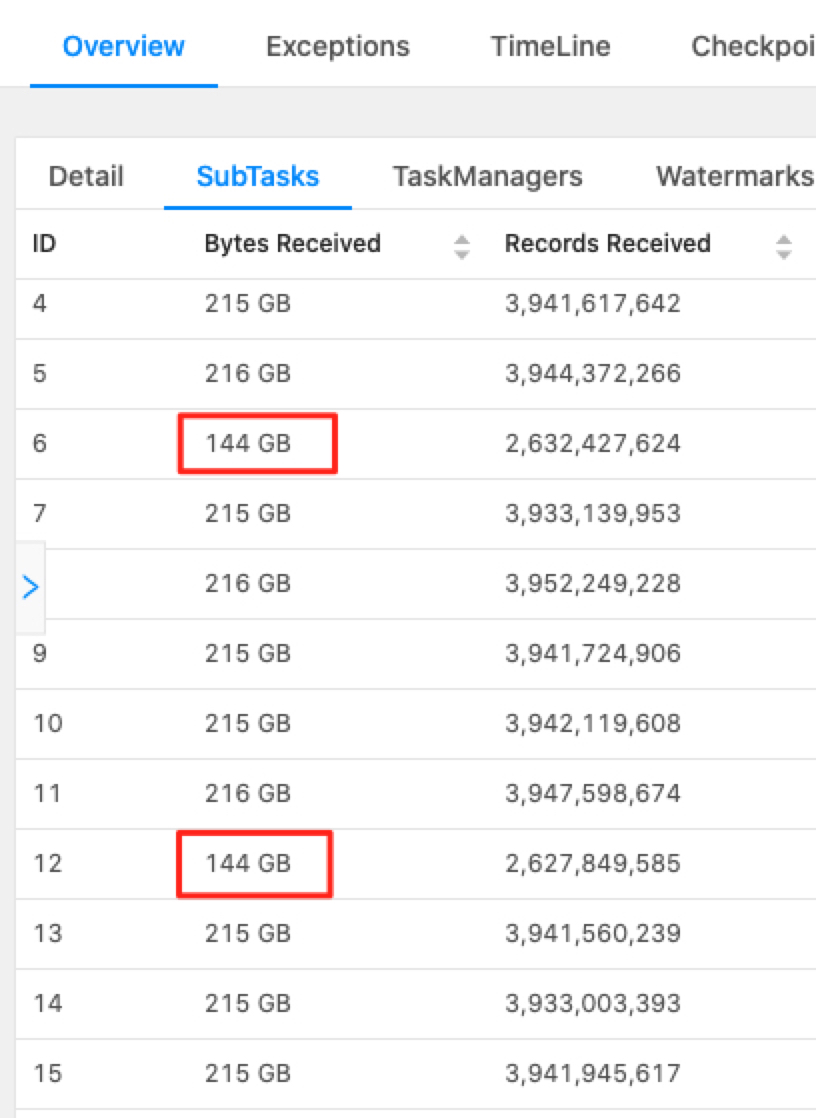 Overview Exceptions TimeLine Checkpoi
Detail SubTasks TaskManagers Watermarks
ID Bytes Received Records Received
4 215 GB 3,941,617,642
5 216 GB 3,944,372,266
6 144 GB 2,632,427,624
7 215 GB 3,933,139,953
216 GB 3,952,249,228
9 215 GB 3,941,724,906
10 215 GB 3,942,119,608
11 216 GB 3,947,598,674
12 144 GB 2,627,849,585
13 215 GB 3,941,560,239
14 215 GB 3,933,003,393
15 215 GB 3,941,945,617